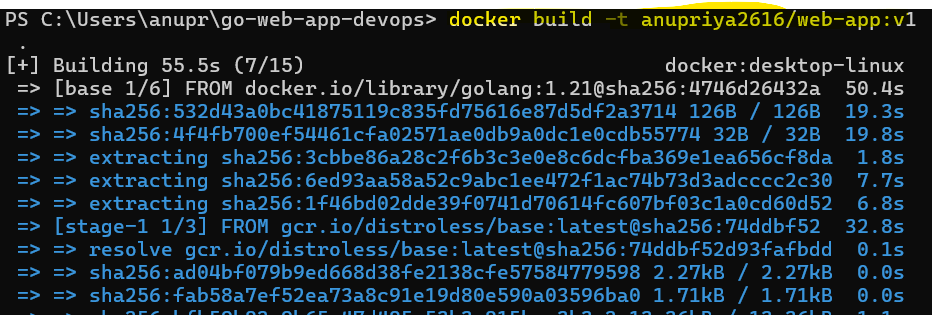 PS C:\Users\anupr\go-web-app-devops> docker build -t anupriya2616/web-app:v1
.
[+] Building 55.5s (7/15) docker:desktop-linux
=> [base 1/6] FROM docker.io/library/golang:1.21@sha256:4746d26432a 50.4s
=> => sha256:532d43a0bc41875119c835fd75616e87d5df2a3714 126B / 126B 19.3s
=> => sha256:4f4fb700ef54461cfa02571ae0db9a0dc1e0cdb55774 32B / 32B 19.8s
=> => extracting sha256:3cbbe86a28c2f6b3c3e0e8c6dcfba369e1ea656cf8da 1.8s
=> => extracting sha256:6ed93aa58a52c9abc1ee472f1ac74b73d3adcccc2c30 7.7s
=> => extracting sha256:1f46bd02dde39f0741d70614fc607bf03c1a0cd60d52 6.8s
=> [stage-1 1/3] FROM gcr.io/distroless/base:latest@sha256:74ddbf52 32.8s
=> => resolve gcr.io/distroless/base:latest@sha256:74ddbf52d93fafbdd 0.1s
=> => sha256:ad04bf079b9ed668d38fe2138cfe57584779598 2.27kB / 2.27kB 0.0s
=> => sha256:fab58a7ef52ea73a8c91e19d80e590a03596ba0 1.71kB / 1.71kB 0.0s